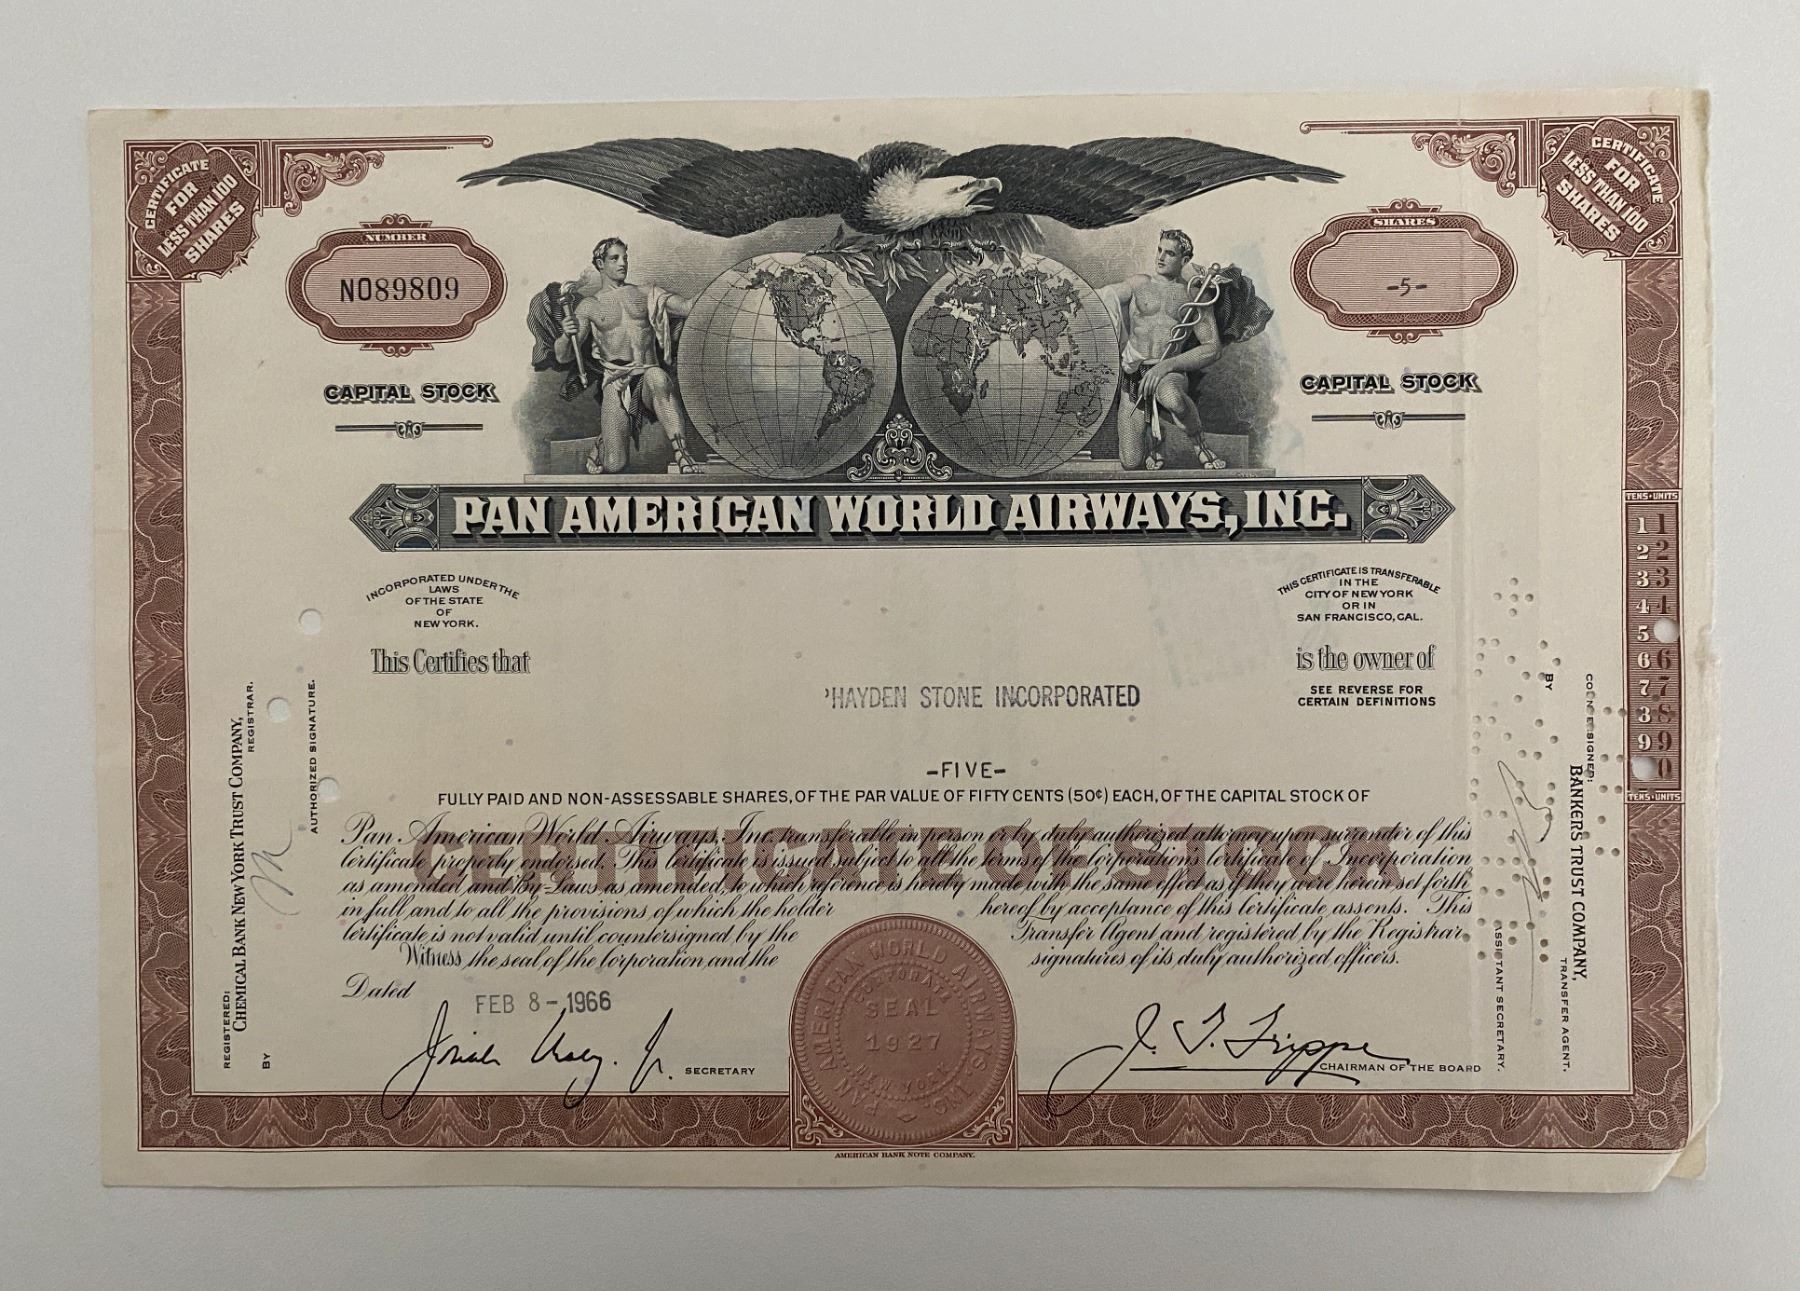 CERTIFICATE
FOR
LESS THAN 100
SHARES
CERTIFICATE
FOR
LESS THAN 100
SHARES
NUMBER
NO89809
SHARES
-5-
CAPITAL STOCK
CAPITAL STOCK
PAN AMERICAN WORLD AIRWAYS, INC.
INCORPORATED UNDER THE
LAWS
OF THE STATE
OF
NEW YORK.
THIS CERTIFICATE IS TRANSFERABLE
IN THE
CITY OF NEW YORK
OR IN
SAN FRANCISCO, CAL.
This Certifies that
is the owner of
SEE REVERSE FOR
CERTAIN DEFINITIONS
HAYDEN STONE INCORPORATED
-FIVE-
FULLY PAID AND NON-ASSESSABLE SHARES, OF THE PAR VALUE OF FIFTY CENTS (50¢) EACH, OF THE CAPITAL STOCK OF
CERTIFICATE OF STOCK
Pan American World Airways, Inc. transferable in person or by duly authorized attorney upon surrender of this
Certificate properly endorsed. This Certificate is issued subject to all the terms of the Corporation's Certificate of Incorporation
as amended and By-Laws as amended, to which reference is hereby made with the same effect as if they were herein set forth
in full, and to all the provisions of which the holder hereof by acceptance of this Certificate assents. This
Certificate is not valid until countersigned by the Transfer Agent and registered by the Registrar.
Witness, the seal of the Corporation and the signatures of its duly authorized officers.
Dated
FEB 8-1966
SECRETARY
J. T. Trippe
CHAIRMAN OF THE BOARD
PAN AMERICAN WORLD AIRWAYS, INC.
CORPORATE
SEAL
1927
NEW YORK
AMERICAN BANK NOTE COMPANY.
REGISTERED:
CHEMICAL BANK NEW YORK TRUST COMPANY,
REGISTRAR.
BY
AUTHORIZED SIGNATURE.
COUNTERSIGNED:
BANKERS TRUST COMPANY,
TRANSFER AGENT.
BY
ASSISTANT SECRETARY.
TENS-UNITS
1 1
2 2
3 3
4 4
5
6 6
7 7
8 8
9 9
0
TENS-UNITS